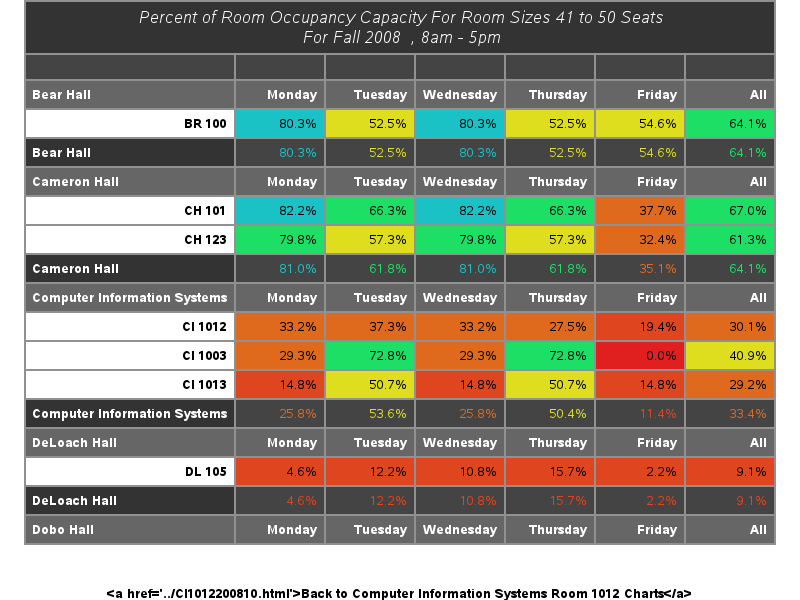 Percent of Room Occupancy Capacity For Room Sizes 41 to 50 Seats
For Fall 2008 , 8am - 5pm
Bear Hall Monday Tuesday Wednesday Thursday Friday All
BR 100 80.3% 52.5% 80.3% 52.5% 54.6% 64.1%
Bear Hall 80.3% 52.5% 80.3% 52.5% 54.6% 64.1%
Cameron Hall Monday Tuesday Wednesday Thursday Friday All
CH 101 82.2% 66.3% 82.2% 66.3% 37.7% 67.0%
CH 123 79.8% 57.3% 79.8% 57.3% 32.4% 61.3%
Cameron Hall 81.0% 61.8% 81.0% 61.8% 35.1% 64.1%
Computer Information Systems Monday Tuesday Wednesday Thursday Friday All
CI 1012 33.2% 37.3% 33.2% 27.5% 19.4% 30.1%
CI 1003 29.3% 72.8% 29.3% 72.8% 0.0% 40.9%
CI 1013 14.8% 50.7% 14.8% 50.7% 14.8% 29.2%
Computer Information Systems 25.8% 53.6% 25.8% 50.4% 11.4% 33.4%
DeLoach Hall Monday Tuesday Wednesday Thursday Friday All
DL 105 4.6% 12.2% 10.8% 15.7% 2.2% 9.1%
DeLoach Hall 4.6% 12.2% 10.8% 15.7% 2.2% 9.1%
Dobo Hall Monday Tuesday Wednesday Thursday Friday All
&lt;a href='../CI1012200810.html'&gt;Back to Computer Information Systems Room 1012 Charts&lt;/a&gt;